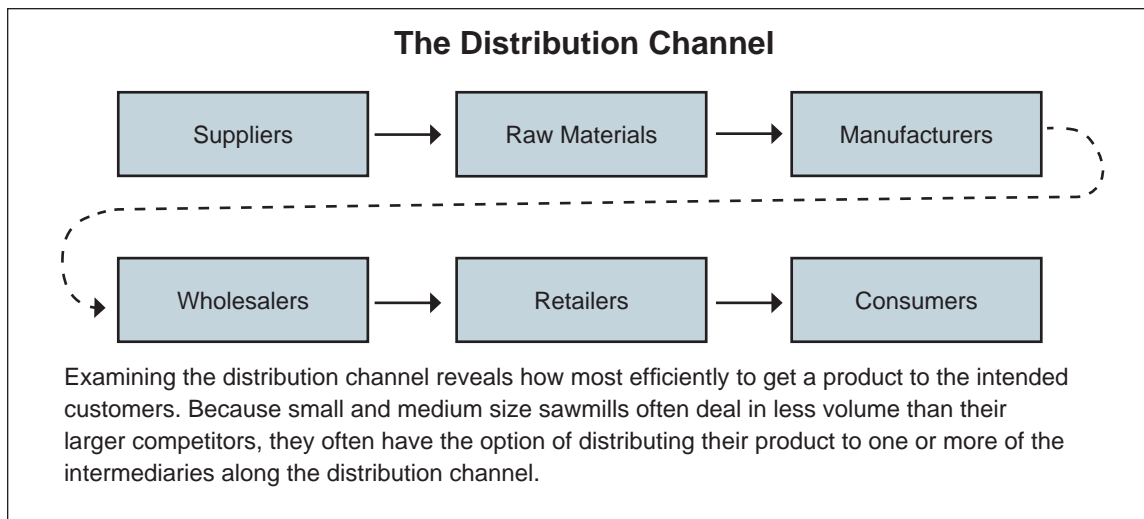 The Distribution Channel
Suppliers
Raw Materials
Manufacturers
Wholesalers
Retailers
Consumers
Examining the distribution channel reveals how most efficiently to get a product to the intended
customers. Because small and medium size sawmills often deal in less volume than their
larger competitors, they often have the option of distributing their product to one or more of the
intermediaries along the distribution channel.